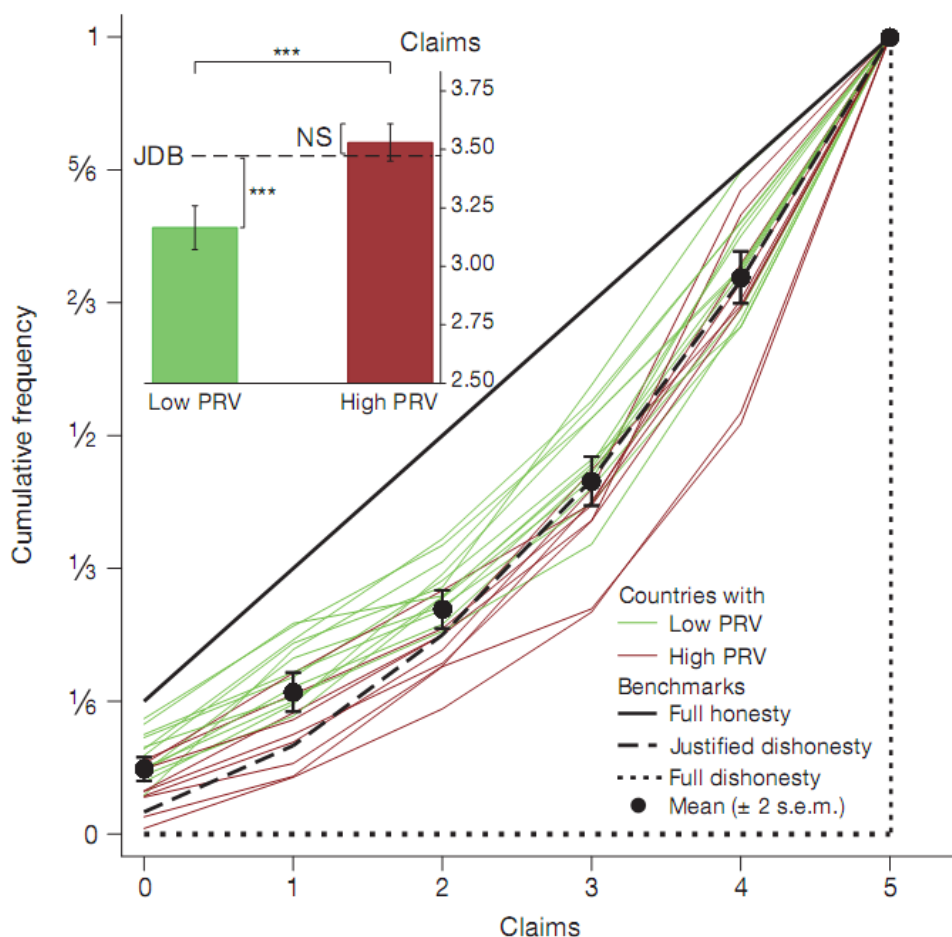 1
5/6
2/3
1/2
1/3
1/6
0
Cumulative frequency
***
Claims
3.75
3.50
3.25
3.00
2.75
2.50
JDB
NS
***
Low PRV
High PRV
Countries with
Low PRV
High PRV
Benchmarks
Full honesty
Justified dishonesty
Full dishonesty
Mean (± 2 s.e.m.)
0 1 2 3 4 5
Claims